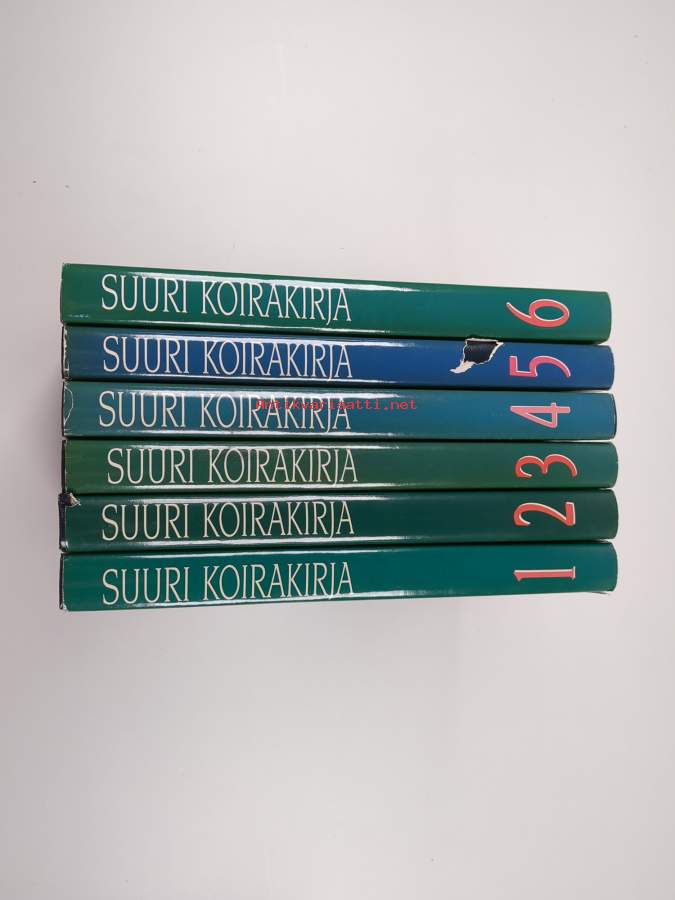 SUURI KOIRAKIRJA 6
SUURI KOIRAKIRJA 5
SUURI KOIRAKIRJA 4
Antikvariaatti.net
SUURI KOIRAKIRJA 3
SUURI KOIRAKIRJA 2
SUURI KOIRAKIRJA 1